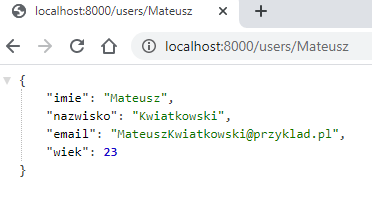 localhost:8000/users/Mateusz
localhost:8000/users/Mateusz
{
"imie": "Mateusz",
"nazwisko": "Kwiatkowski",
"email": "MateuszKwiatkowski@przyklad.pl",
"wiek": 23
}